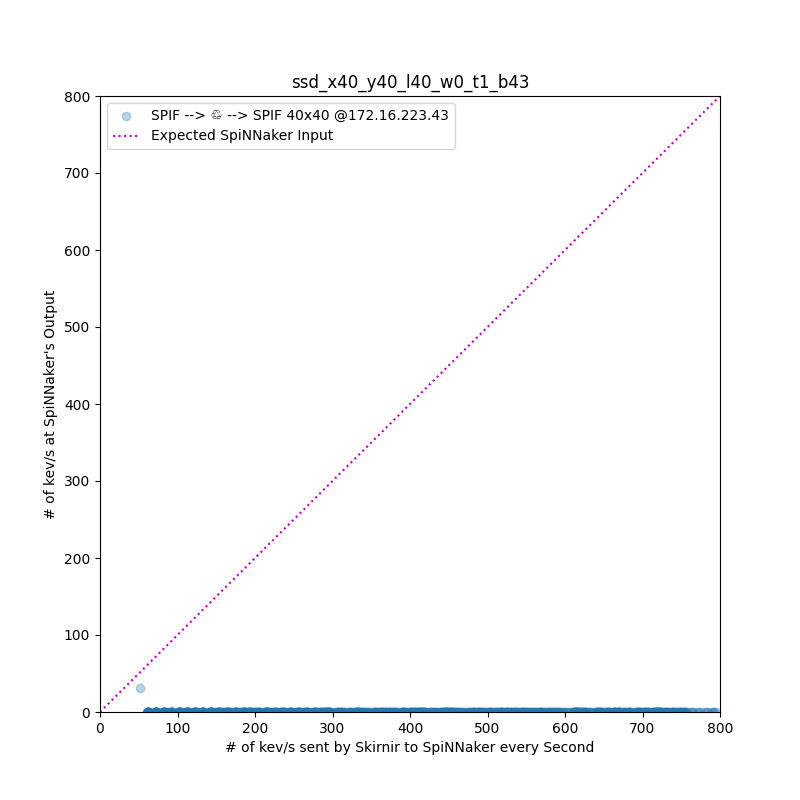 ssd_x40_y40_l40_w0_t1_b43
SPIF --> ♲ --> SPIF 40x40 @172.16.223.43
Expected SpiNNaker Input
800
700
600
500
400
300
200
100
0
# of kev/s at SpiNNaker's Output
0 100 200 300 400 500 600 700 800
# of kev/s sent by Skirnir to SpiNNaker every Second